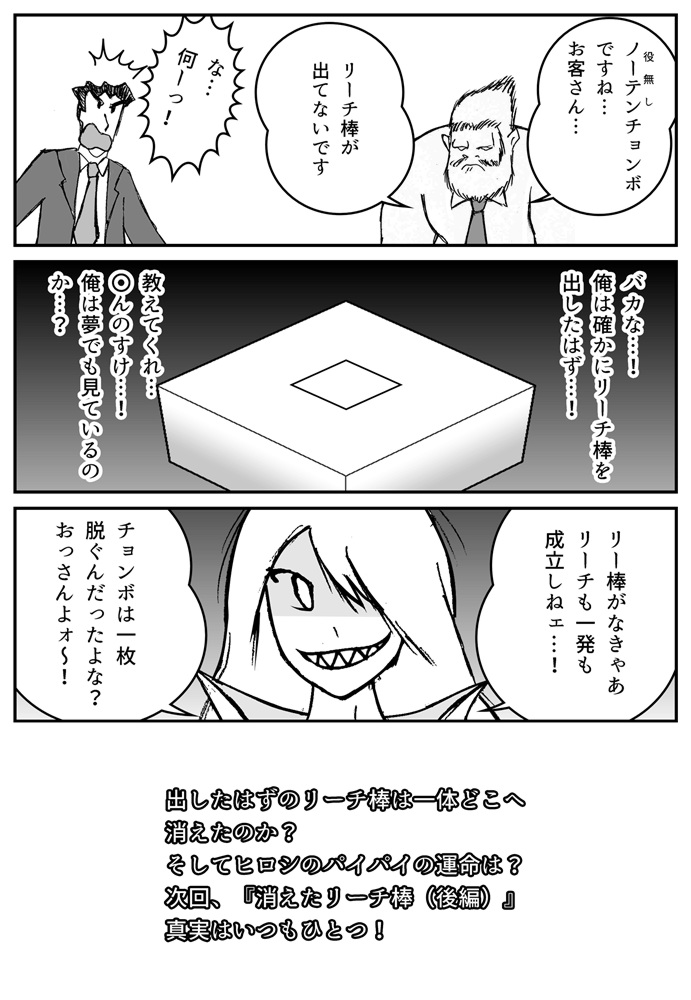 ノーテンチョンボ
役無し
ですね…
お客さん…
リーチ棒が
出てないです
な…
何ーっ！
バカな…！
俺は確かにリーチ棒を
出したはず…！
教えてくれ…
◎んのすけ…！
俺は夢でも見ているの
か…？
リー棒がなきゃあ
リーチも一発も
成立しねェ…！
チョンボは一枚
脱ぐんだったよな？
おっさんよォ～！
出したはずのリーチ棒は一体どこへ
消えたのか？
そしてヒロシのパイパイの運命は？
次回、『消えたリーチ棒（後編）』
真実はいつもひとつ！